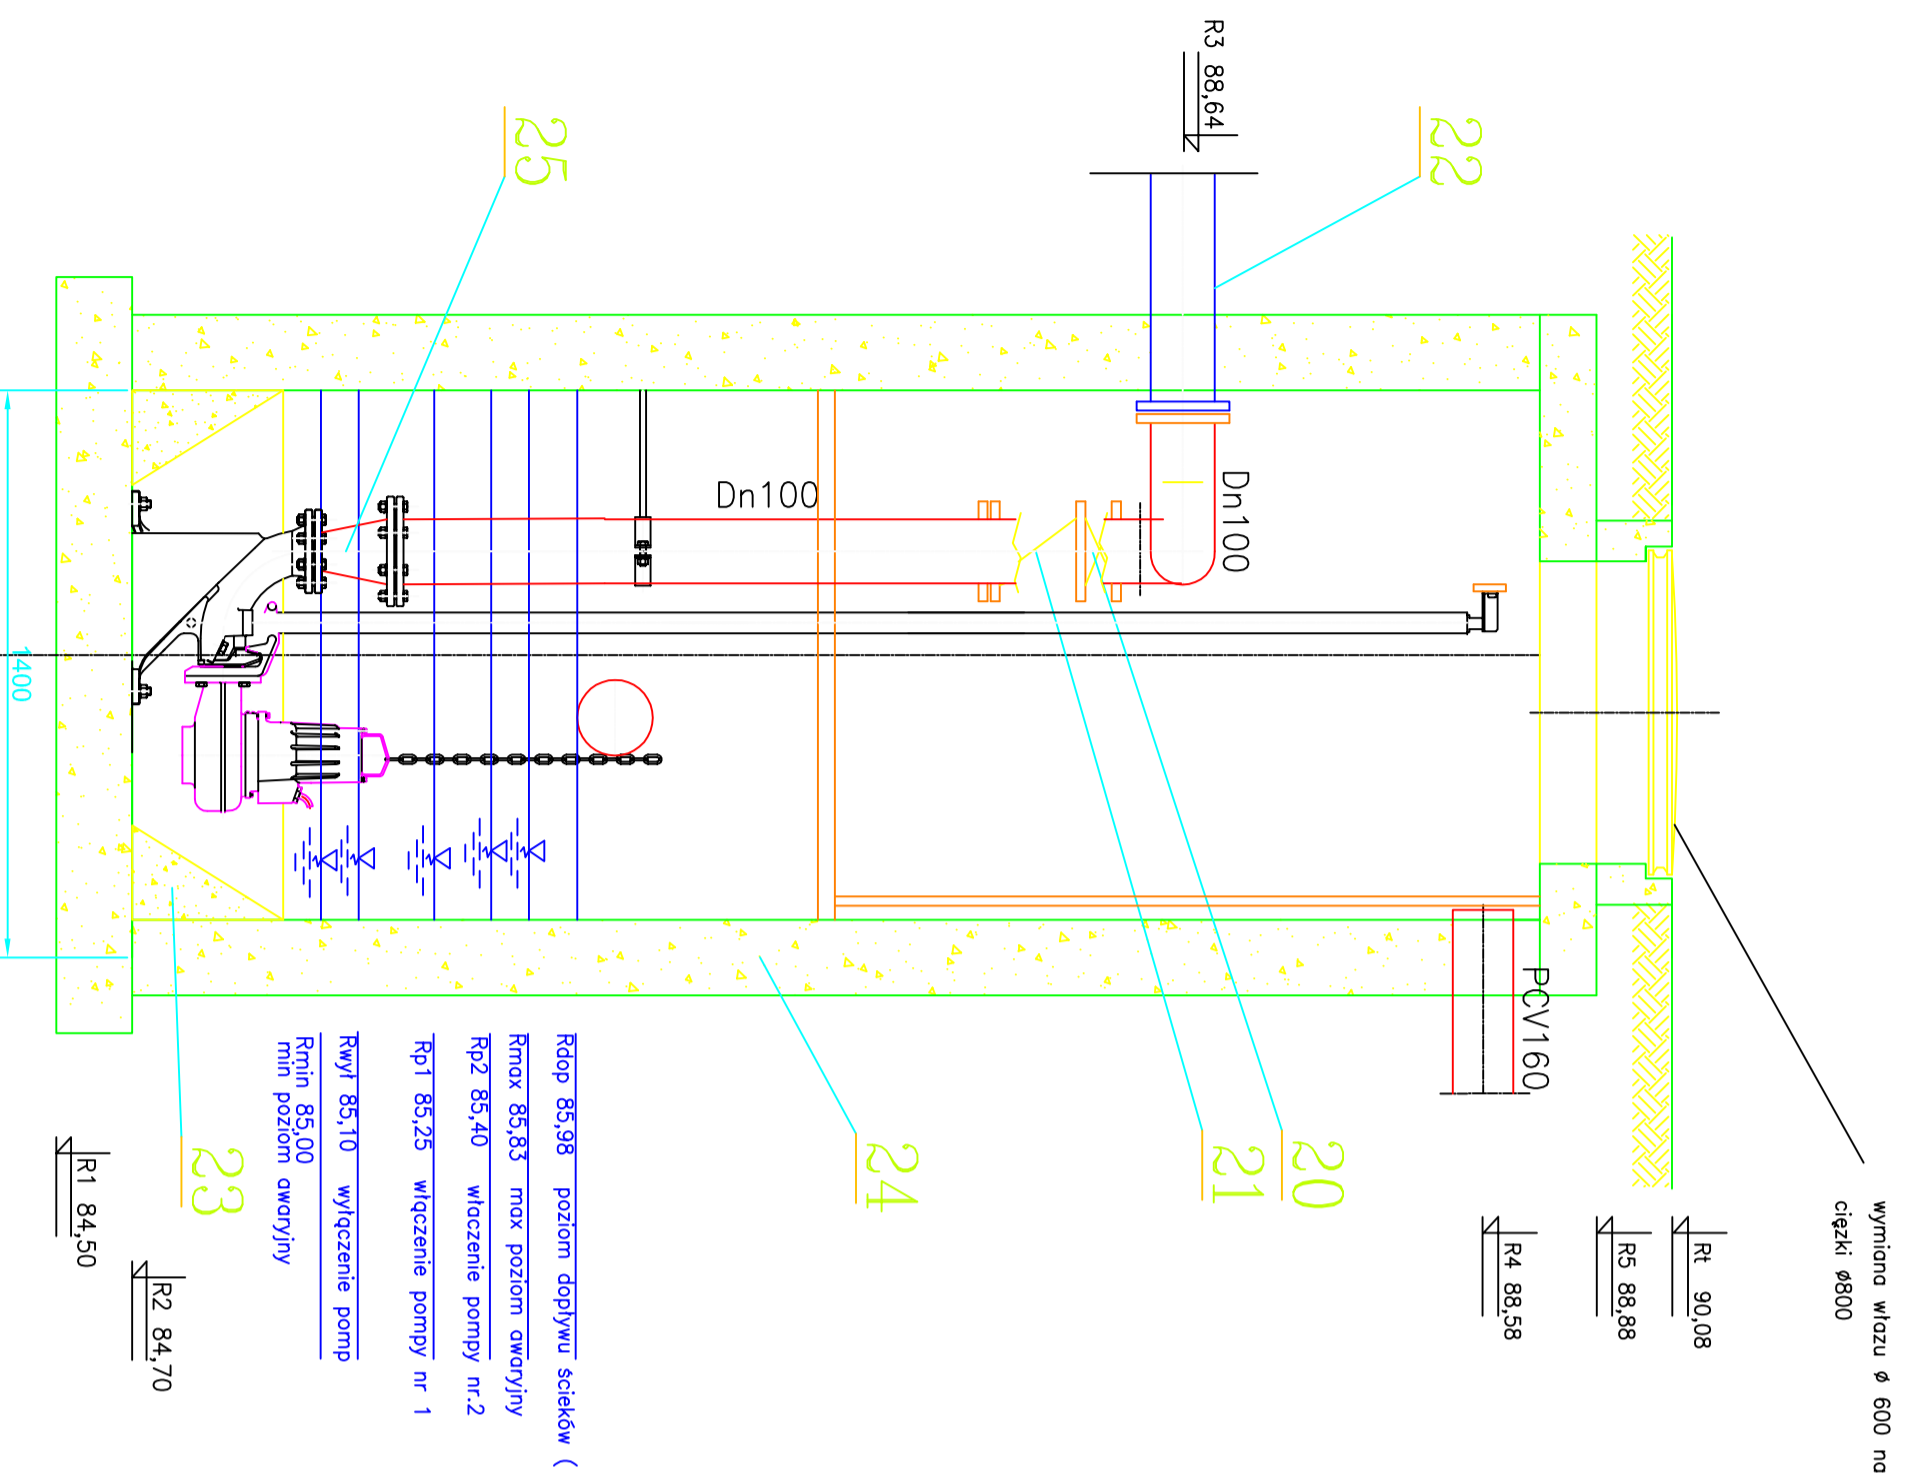 wymiana włazu ø 600 na
ciężki ø800
Rt 90,08
R5 88,88
R4 88,58
PCV160
22
R3 88,64
Dn100
20
21
Dn100
24
25
Rdop 85,98 poziom dopływu ścieków (
Rmax 85,83 max poziom awaryjny
Rp2 85,40 właczenie pompy nr.2
Rp1 85,25 włączenie pompy nr 1
Rwył 85,10 wyłączenie pomp
Rmin 85,00
min poziom awaryjny
23
R2 84,70
R1 84,50
1400